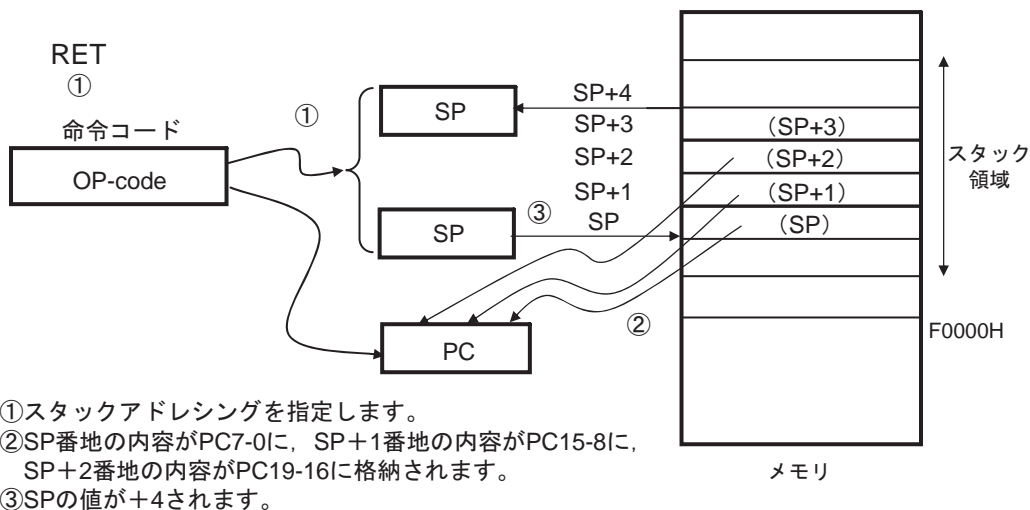 RET
①
命令コード
OP-code
①
SP
SP
③
SP+4
SP+3
SP+2
SP+1
SP
(SP+3)
(SP+2)
(SP+1)
(SP)
スタック
領域
②
PC
F0000H
メモリ
①スタックアドレシングを指定します。
②SP番地の内容がPC7-0に，SP＋1番地の内容がPC15-8に，
SP＋2番地の内容がPC19-16に格納されます。
③SPの値が＋4されます。